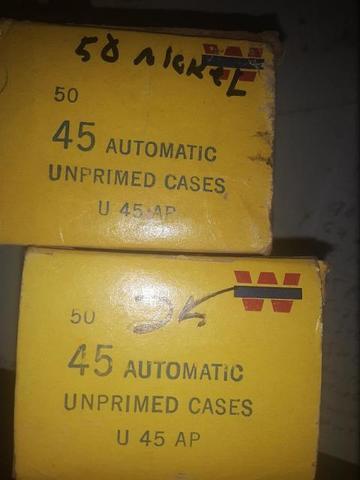 50 NICKEL
W
50
45 AUTOMATIC
UNPRIMED CASES
U 45 AP
W
50
45 AUTOMATIC
UNPRIMED CASES
U 45 AP